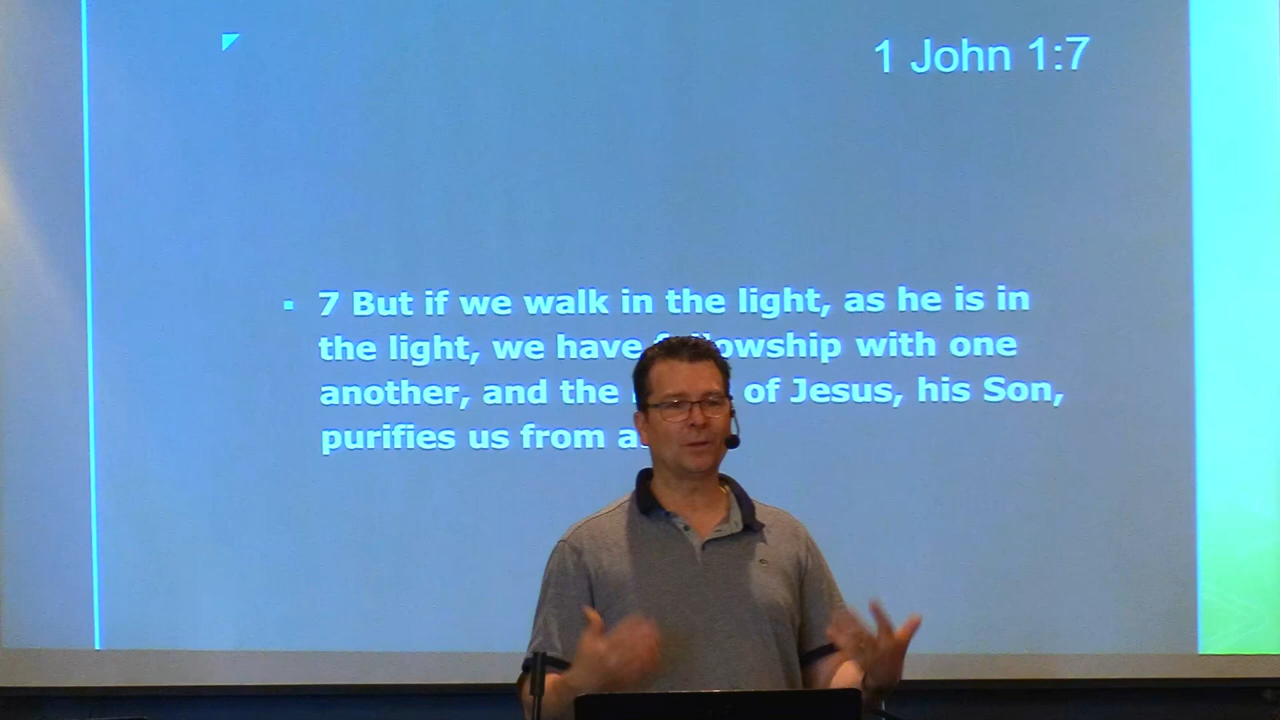 1 John 1:7
7 But if we walk in the light, as he is in
the light, we have fellowship with one
another, and the of Jesus, his Son,
purifies us from